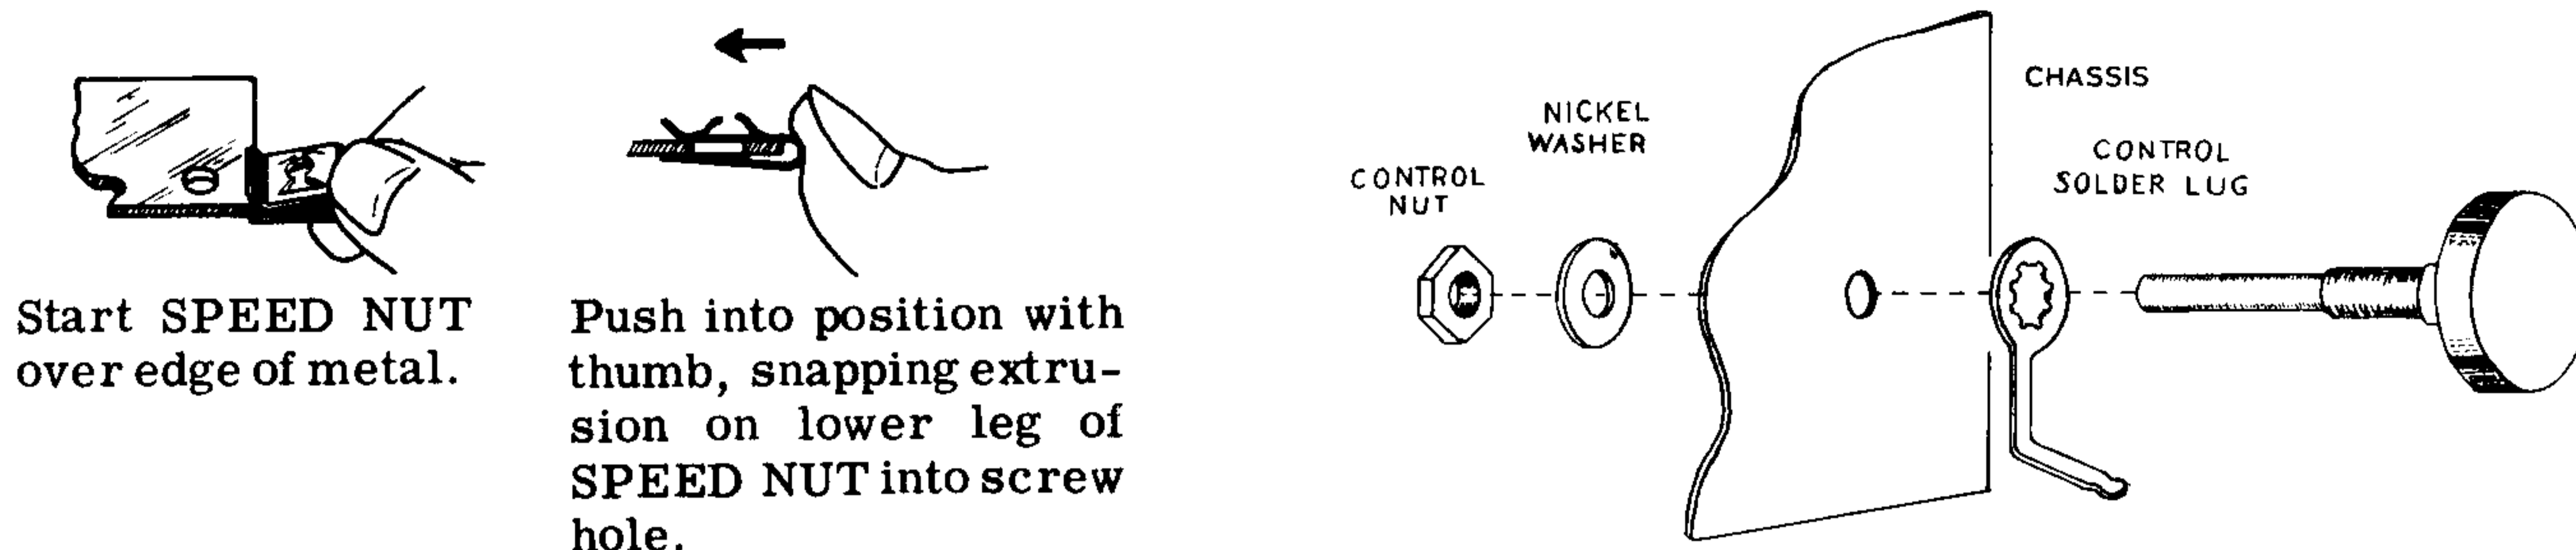 Start SPEED NUT
over edge of metal.
Push into position with
thumb, snapping extru-
sion on lower leg of
SPEED NUT into screw
hole.
CONTROL
NUT
NICKEL
WASHER
CHASSIS
CONTROL
SOLDER LUG